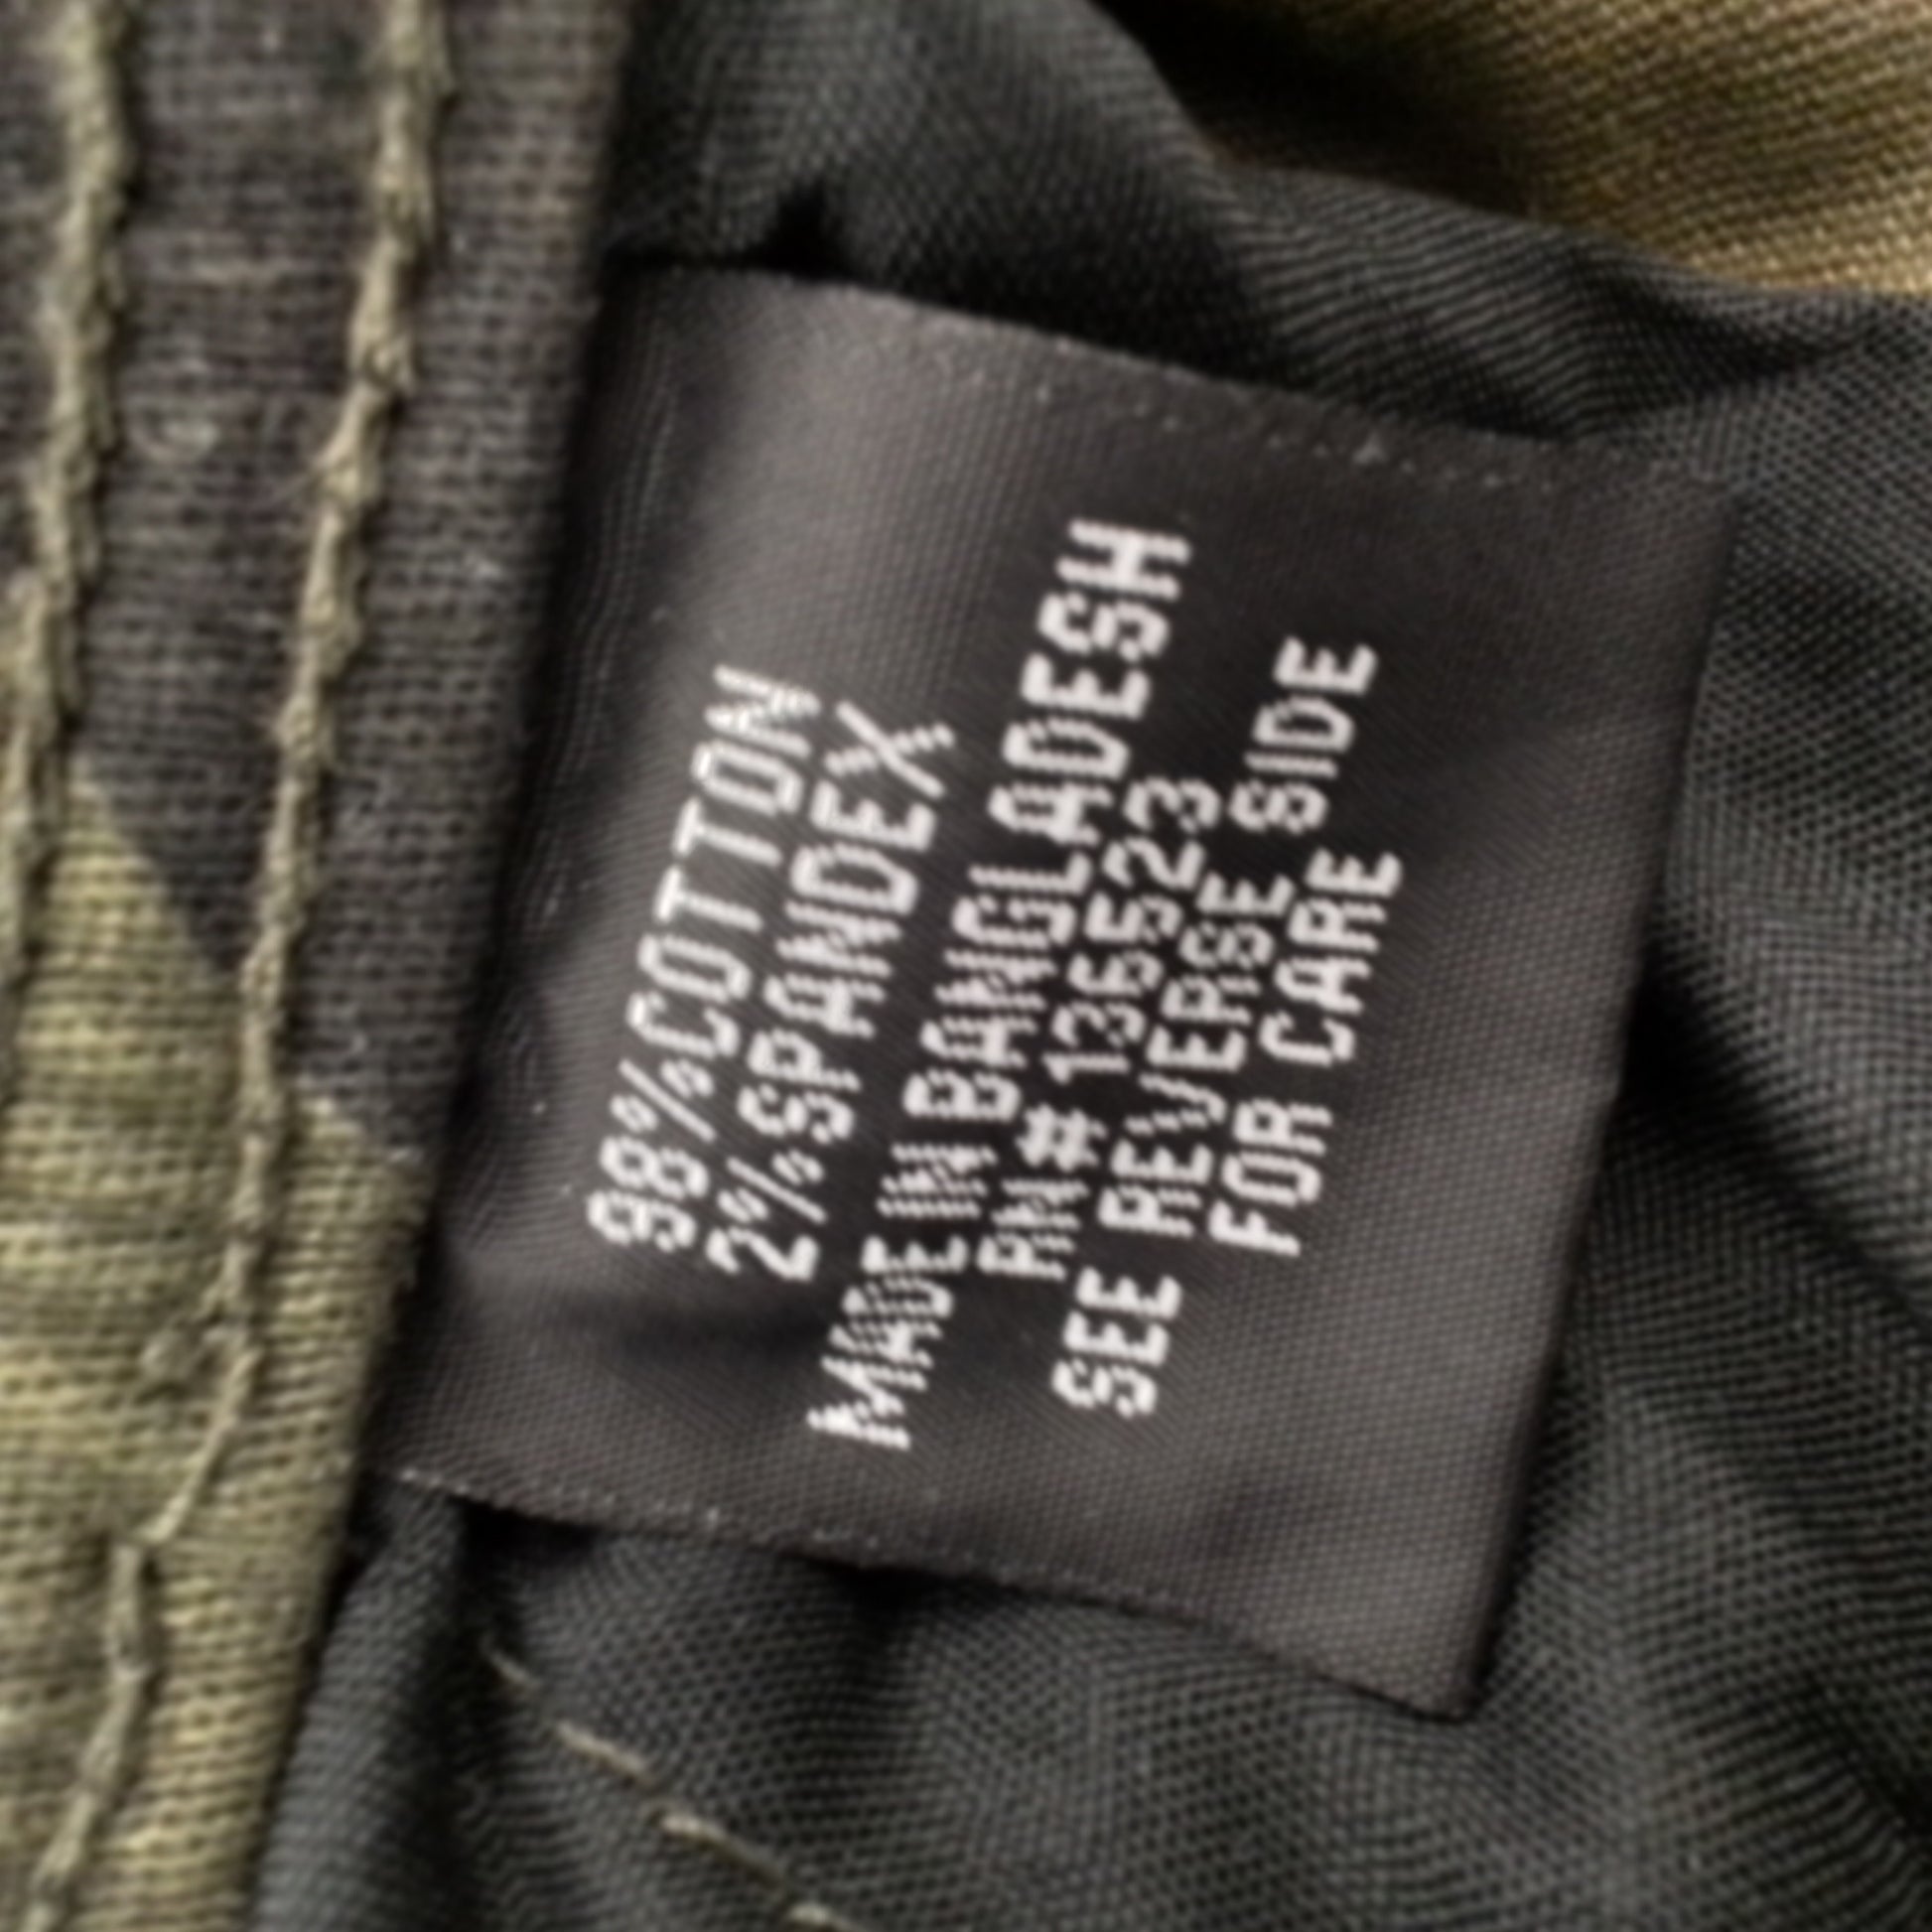 98%COTTON
2%SPANDEX
MADE IN BANGLADESH
RN# 136523
SEE REVERSE SIDE
FOR CARE